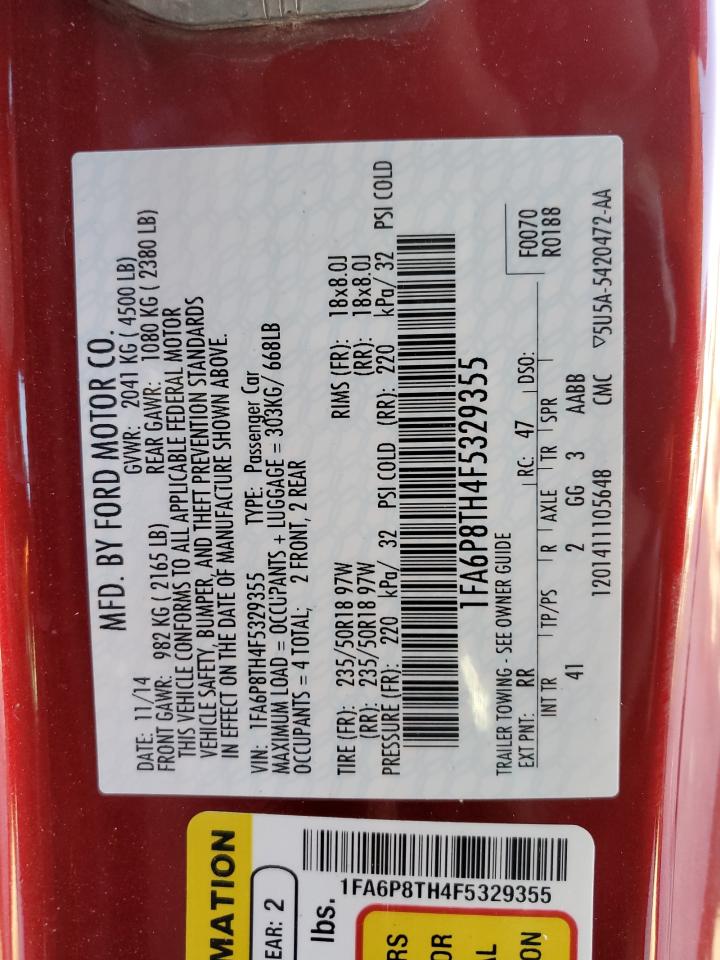 MFD. BY FORD MOTOR CO.
DATE: 11/14 GVWR: 2041 KG ( 4500 LB)
FRONT GAWR: 982 KG ( 2165 LB) REAR GAWR: 1080 KG ( 2380 LB)
THIS VEHICLE CONFORMS TO ALL APPLICABLE FEDERAL MOTOR
VEHICLE SAFETY, BUMPER, AND THEFT PREVENTION STANDARDS
IN EFFECT ON THE DATE OF MANUFACTURE SHOWN ABOVE.
VIN: 1FA6P8TH4F5329355 TYPE: Passenger Car
MAXIMUM LOAD = OCCUPANTS + LUGGAGE = 303KG/ 668LB
OCCUPANTS = 4 TOTAL; 2 FRONT, 2 REAR
TIRE (FR): 235/50R18 97W RIMS (FR): 18x8.0J
(RR): 235/50R18 97W (RR): 18x8.0J
PRESSURE (FR): 220 kPa/ 32 PSI COLD (RR): 220 kPa/ 32 PSI COLD
1FA6P8TH4F5329355
TRAILER TOWING - SEE OWNER GUIDE F0070
EXT PNT: RR RC: 47 DSO: R0188
INT TR TP/PS R AXLE TR SPR
41 2 GG 3 AABB
12014111105648 CMC ▽5U5A-5420472-AA
MATION
EAR: 2
lbs.
1FA6P8TH4F5329355
RS
OR
AL
ON